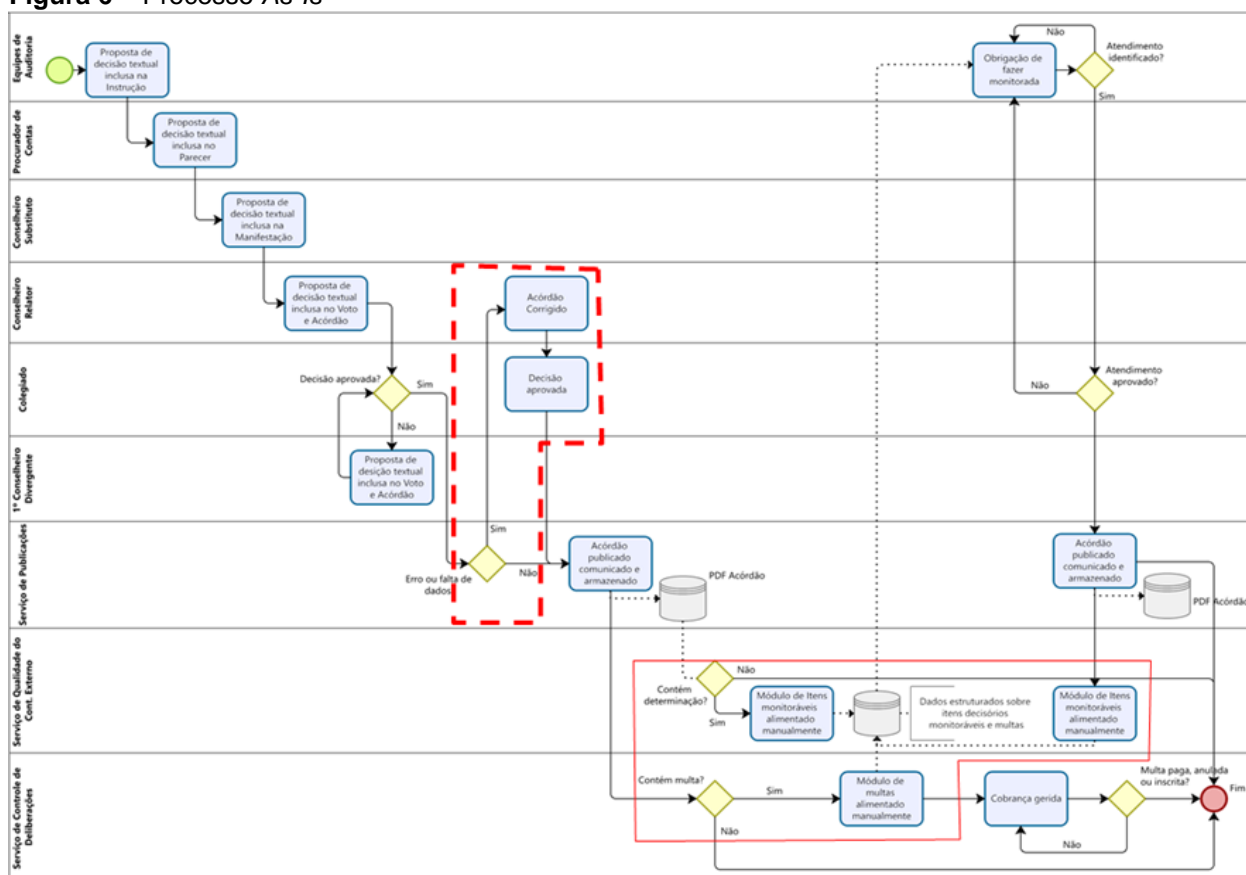 Figura 6 – Processo As-Is
Equipes de
Auditoria
Proposta de
decisão textual
inclusa na
Instrução
Obrigação de
fazer
monitorada
Não
Atendimento
identificado?
Sim
Procurador de
Contas
Proposta de
decisão textual
inclusa no
Parecer
Conselheiro
Substituto
Proposta de
decisão textual
inclusa na
Manifestação
Conselheiro
Relator
Proposta de
decisão textual
inclusa no Voto
e Acórdão
Acórdão
Corrigido
Colegiado
Decisão aprovada?
Sim
Não
Decisão
aprovada
Não
Atendimento
aprovado?
1º Conselheiro
Divergente
Proposta de
desição textual
inclusa no Voto
e Acórdão
Serviço de Publicações
Sim
Não
Erro ou falta de
dados
Acórdão
publicado
comunicado e
armazenado
PDF Acórdão
Acórdão
publicado
comunicado e
armazenado
PDF Acórdão
Serviço de Qualidade do
Cont. Externo
Não
Contém
determinação?
Sim
Módulo de Itens
monitoráveis
alimentado
manualmente
Dados estruturados sobre
itens decisórios
monitoráveis e multas
Módulo de Itens
monitoráveis
alimentado
manualmente
Serviço de Controle de
Deliberações
Contém multa?
Sim
Não
Módulo de
multas
alimentado
manualmente
Cobrança gerida
Multa paga, anulada
ou inscrita?
Não
Fim